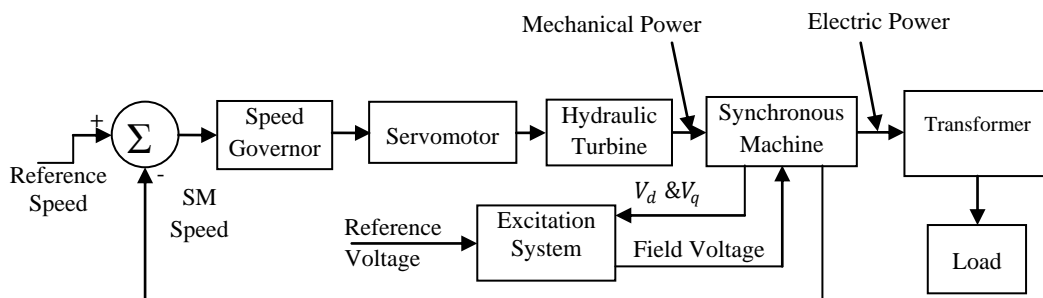 Mechanical Power
Electric Power
+
Σ
-
Speed
Governor
Servomotor
Hydraulic
Turbine
Synchronous
Machine
Transformer
Reference
Speed
SM
Speed
V_d &V_q
Reference
Voltage
Excitation
System
Field Voltage
Load